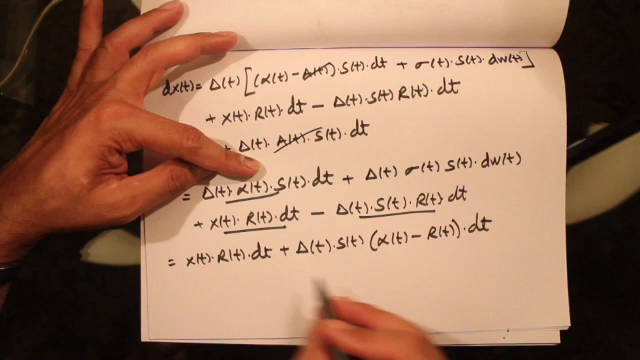 dx(t) = Δ(t) [(α(t) - A(t))·S(t)·dt + σ(t)·S(t)·dw(t)]
+ x(t)·R(t)·dt - Δ(t)·S(t) R(t)·dt
+ Δ(t)·A(t)·S(t)·dt
= Δ(t)·α(t)·S(t)·dt + Δ(t) σ(t) S(t)·dw(t)
+ x(t)·R(t)·dt - Δ(t)·S(t)·R(t)·dt
= x(t)·R(t)·dt + Δ(t)·S(t) (α(t) - R(t))·dt